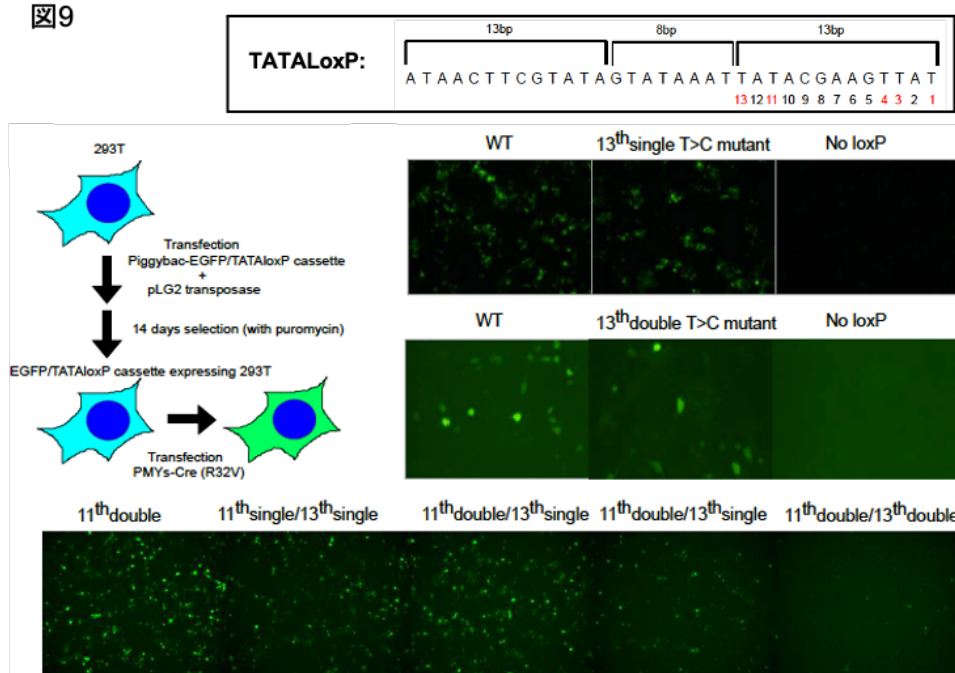 図9
TATALoxP:
13bp 8bp 13bp
A T A A C T T C G T A T A G T A T A A A T T A T A C G A A G T T A T
13 12 11 10 9 8 7 6 5 4 3 2 1
293T
Transfection
Piggybac-EGFP/TATAloxP cassette
+
pLG2 transposase
14 days selection (with puromycin)
EGFP/TATAloxP cassette expressing 293T
Transfection
PMYs-Cre (R32V)
WT 13th single T>C mutant No loxP
WT 13th double T>C mutant No loxP
11th double 11th single/13th single 11th double/13th single 11th double/13th single 11th double/13th double